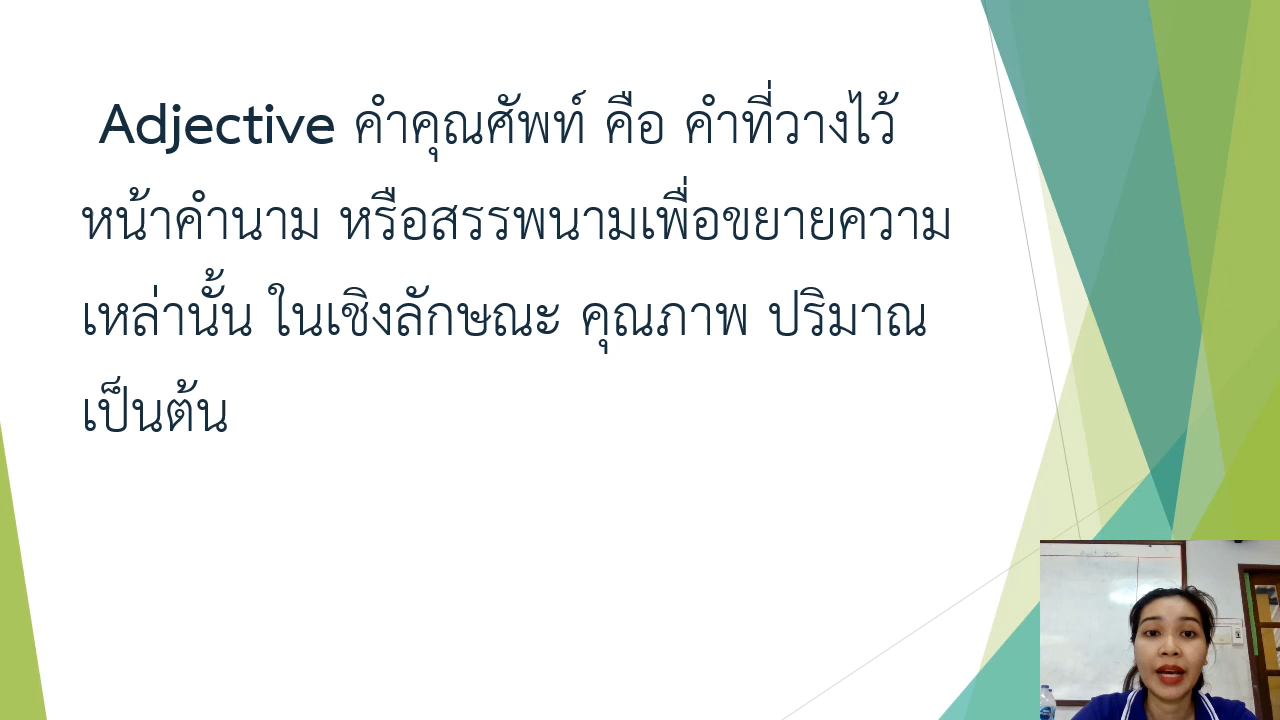 Adjective คำคุณศัพท์ คือ คำที่วางไว้
หน้าคำนาม หรือสรรพนามเพื่อขยายความ
เหล่านั้น ในเชิงลักษณะ คุณภาพ ปริมาณ
เป็นต้น